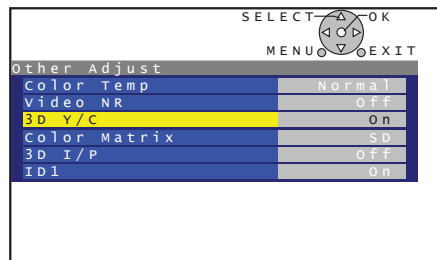 SELECT OK
MENU EXIT
Other Adjust
Color Temp Normal
Video NR Off
3D Y/C On
Color Matrix SD
3D I/P Off
ID1 On